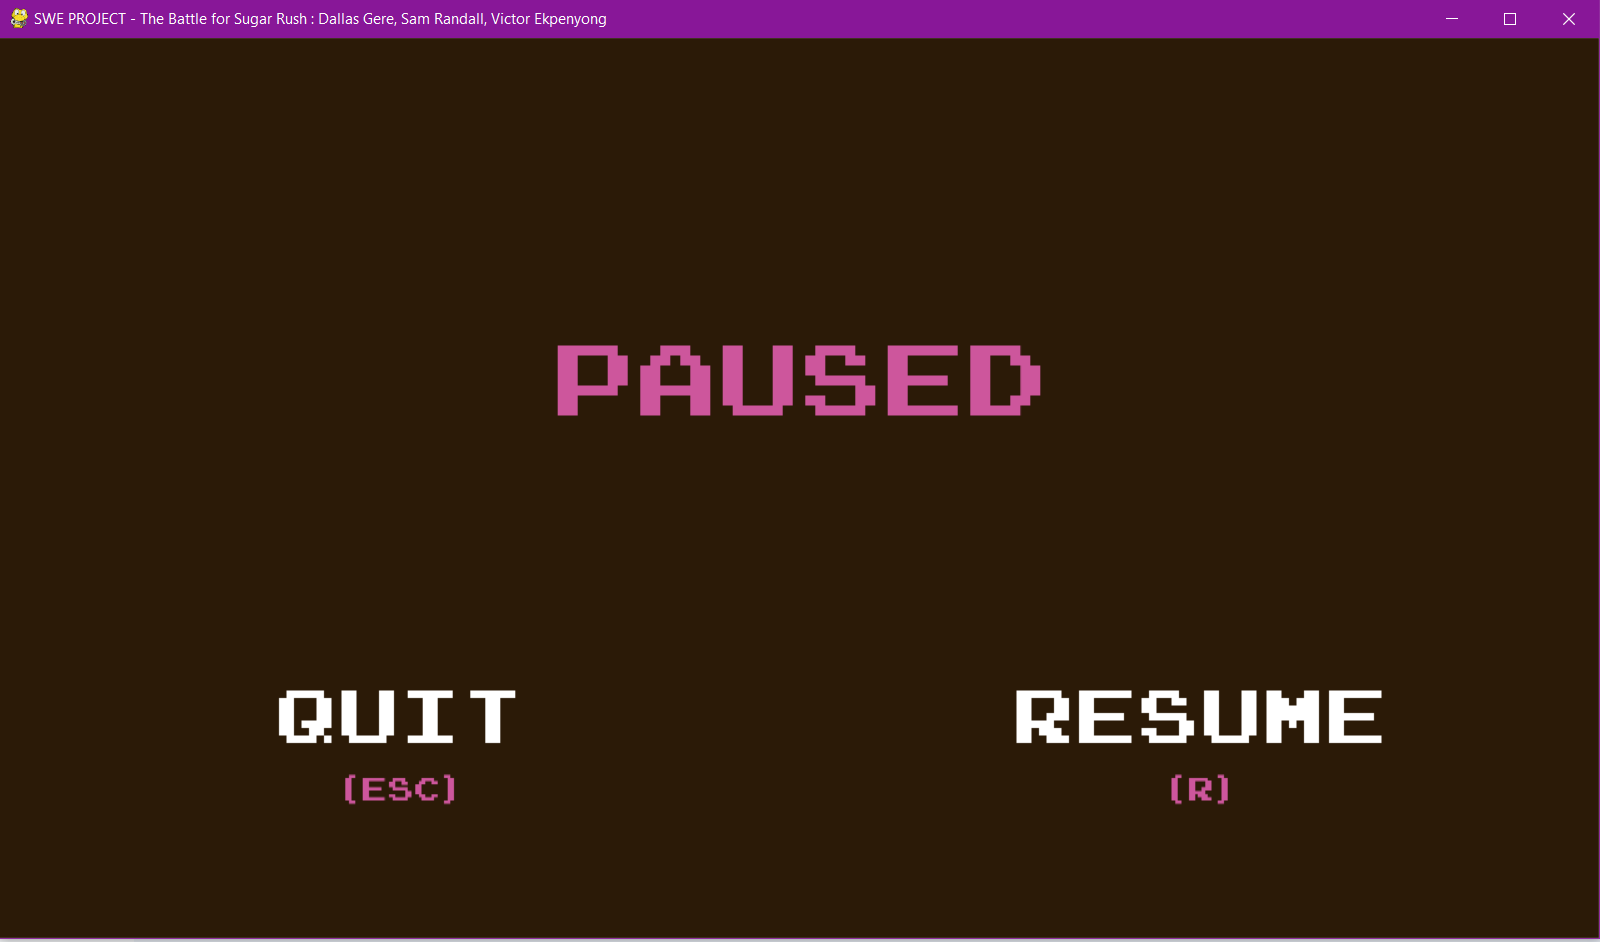 SWE PROJECT - The Battle for Sugar Rush : Dallas Gere, Sam Randall, Victor Ekpenyong
PAUSED
QUIT
(ESC)
RESUME
(R)